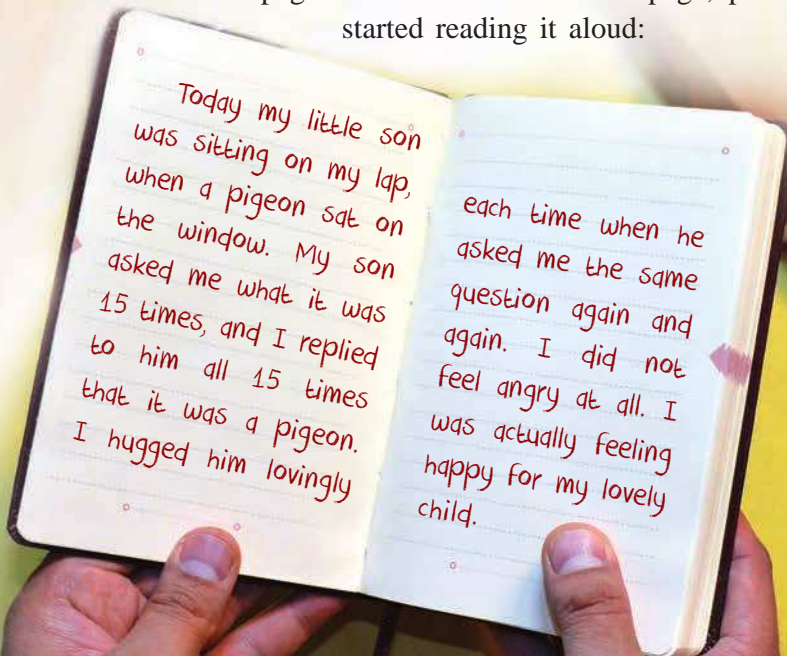 started reading it aloud:
Today my little son
was sitting on my lap,
when a pigeon sat on
the window. My son
asked me what it was
15 times, and I replied
to him all 15 times
that it was a pigeon.
I hugged him lovingly
each time when he
asked me the same
question again and
again. I did not
feel angry at all. I
was actually feeling
happy for my lovely
child.